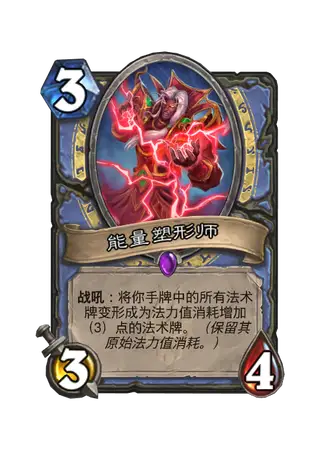 3
能量塑形师
战吼：将你手牌中的所有法术
牌变形成为法力值消耗增加
（3）点的法术牌。（保留其
原始法力值消耗。）
3
4